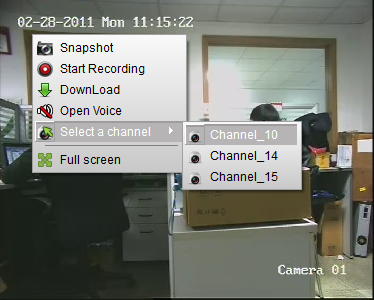 02-28-2011 Mon 11:15:22
Snapshot
Start Recording
DownLoad
Open Voice
Select a channel
Channel_10
Channel_14
Channel_15
Full screen
Camera 01